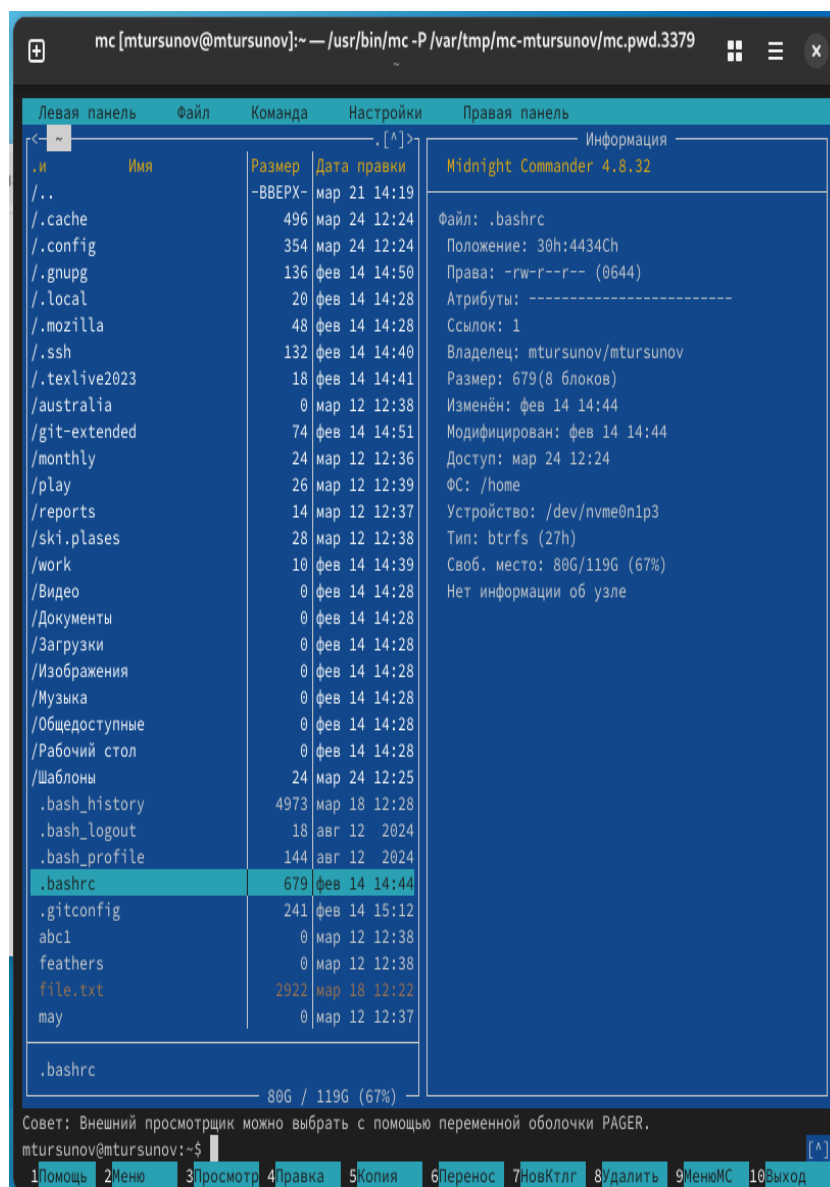 mc [mtursunov@mtursunov]:~ — /usr/bin/mc -P /var/tmp/mc-mtursunov/mc.pwd.3379
~
Левая панель Файл Команда Настройки Правая панель
<─ ~ ─.[^]>
Информация
.и Имя Размер Дата правки
Midnight Commander 4.8.32
/.. -ВВЕРХ- мар 21 14:19
/.cache 496 мар 24 12:24
Файл: .bashrc
/.config 354 мар 24 12:24
Положение: 30h:4434Ch
/.gnupg 136 фев 14 14:50
Права: -rw-r--r-- (0644)
/.local 20 фев 14 14:28
Атрибуты: -------------------------
/.mozilla 48 фев 14 14:28
Ссылок: 1
/.ssh 132 фев 14 14:40
Владелец: mtursunov/mtursunov
/.texlive2023 18 фев 14 14:41
Размер: 679(8 блоков)
/australia 0 мар 12 12:38
Изменён: фев 14 14:44
/git-extended 74 фев 14 14:51
Модифицирован: фев 14 14:44
/monthly 24 мар 12 12:36
Доступ: мар 24 12:24
/play 26 мар 12 12:39
ФС: /home
/reports 14 мар 12 12:37
Устройство: /dev/nvme0n1p3
/ski.plases 28 мар 12 12:38
Тип: btrfs (27h)
/work 10 фев 14 14:39
Своб. место: 80G/119G (67%)
/Видео 0 фев 14 14:28
Нет информации об узле
/Документы 0 фев 14 14:28
/Загрузки 0 фев 14 14:28
/Изображения 0 фев 14 14:28
/Музыка 0 фев 14 14:28
/Общедоступные 0 фев 14 14:28
/Рабочий стол 0 фев 14 14:28
/Шаблоны 24 мар 24 12:25
.bash_history 4973 мар 18 12:28
.bash_logout 18 авг 12 2024
.bash_profile 144 авг 12 2024
.bashrc 679 фев 14 14:44
.gitconfig 241 фев 14 15:12
abc1 0 мар 12 12:38
feathers 0 мар 12 12:38
file.txt 2922 мар 18 12:22
may 0 мар 12 12:37
.bashrc
80G / 119G (67%)
Совет: Внешний просмотрщик можно выбрать с помощью переменной оболочки PAGER.
mtursunov@mtursunov:~$ [^]
1Помощь 2Меню 3Просмотр 4Правка 5Копия 6Перенос 7НовКтлг 8Удалить 9МенюМС 10Выход